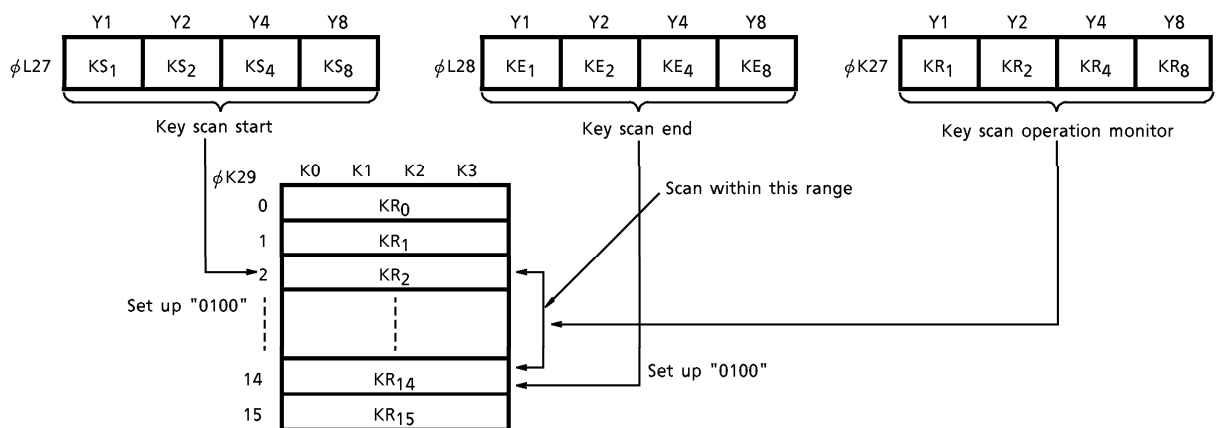 Y1 Y2 Y4 Y8
φL27 KS1 KS2 KS4 KS8
Key scan start
Y1 Y2 Y4 Y8
φL28 KE1 KE2 KE4 KE8
Key scan end
Y1 Y2 Y4 Y8
φK27 KR1 KR2 KR4 KR8
Key scan operation monitor
φK29 K0 K1 K2 K3
0 KR0
1 KR1
2 KR2
Set up "0100"
14 KR14
15 KR15
Scan within this range
Set up "0100"